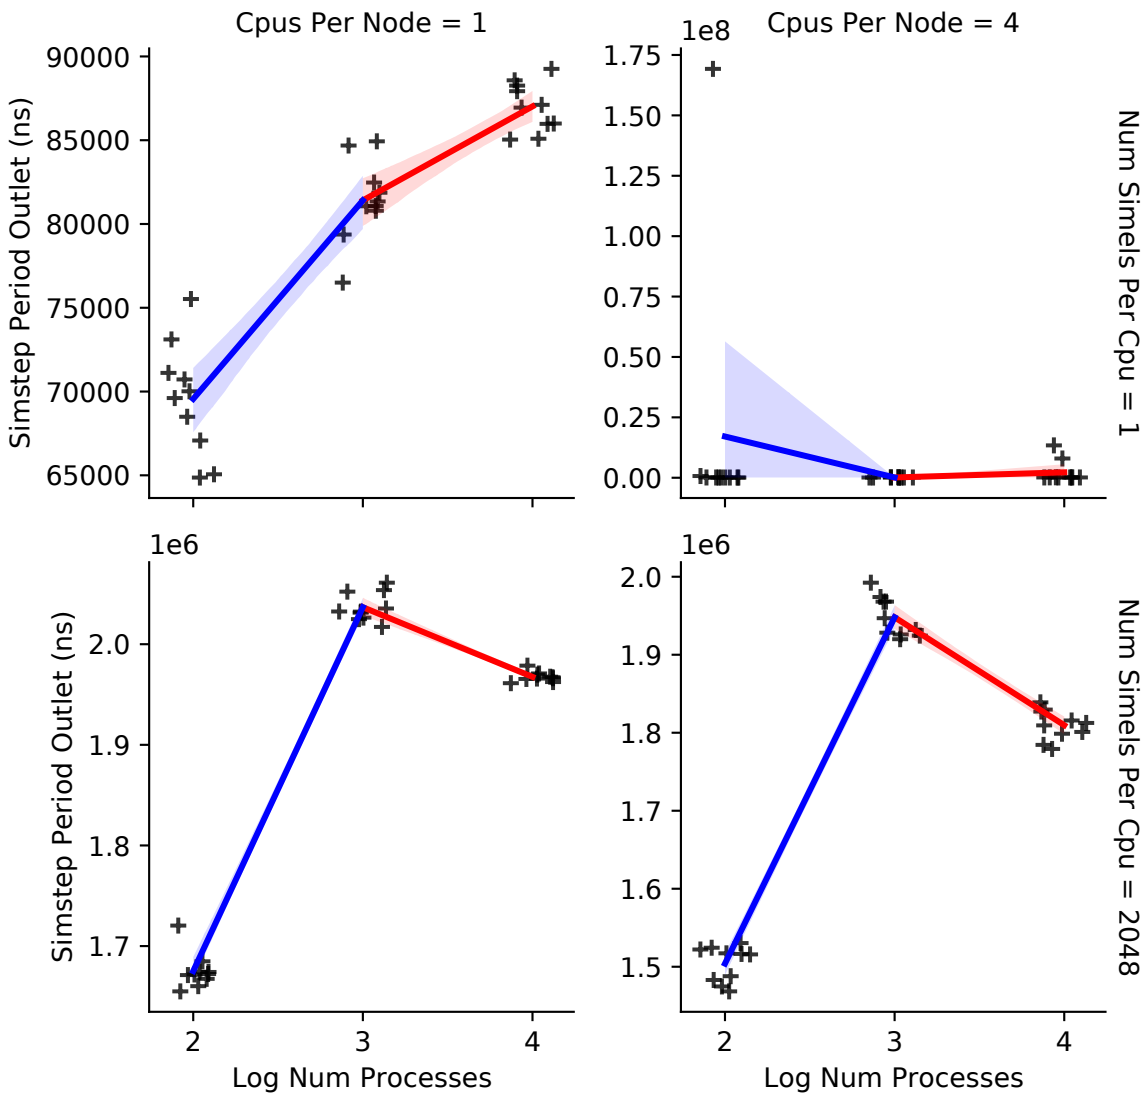 Cpus Per Node = 1
Cpus Per Node = 4
1e8
90000
85000
80000
75000
70000
65000
Simstep Period Outlet (ns)
1.75
1.50
1.25
1.00
0.75
0.50
0.25
0.00
Num Simels Per Cpu = 1
1e6
2.0
1.9
1.8
1.7
Simstep Period Outlet (ns)
2
3
4
Log Num Processes
1e6
2.0
1.9
1.8
1.7
1.6
1.5
2
3
4
Log Num Processes
Num Simels Per Cpu = 2048